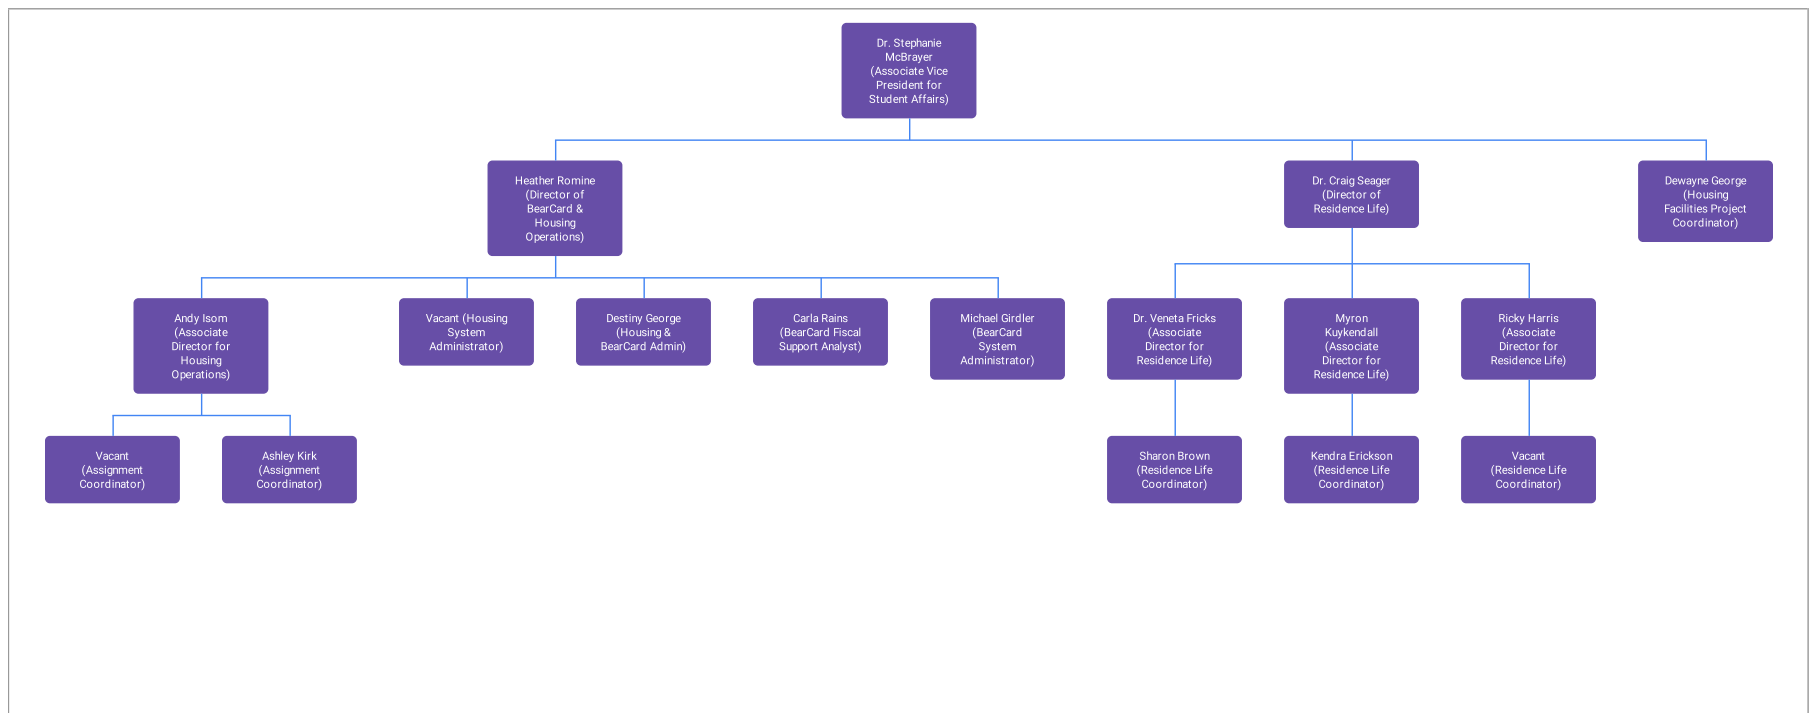 Dr. Stephanie
McBrayer
(Associate Vice
President for
Student Affairs)
Heather Romine
(Director of
BearCard &
Housing
Operations)
Dr. Craig Seager
(Director of
Residence Life)
Dewayne George
(Housing
Facilities Project
Coordinator)
Andy Isom
(Associate
Director for
Housing
Operations)
Vacant (Housing
System
Administrator)
Destiny George
(Housing &
BearCard Admin)
Carla Rains
(BearCard Fiscal
Support Analyst)
Michael Girdler
(BearCard
System
Administrator)
Dr. Veneta Fricks
(Associate
Director for
Residence Life)
Myron
Kuykendall
(Associate
Director for
Residence Life)
Ricky Harris
(Associate
Director for
Residence Life)
Vacant
(Assignment
Coordinator)
Ashley Kirk
(Assignment
Coordinator)
Sharon Brown
(Residence Life
Coordinator)
Kendra Erickson
(Residence Life
Coordinator)
Vacant
(Residence Life
Coordinator)